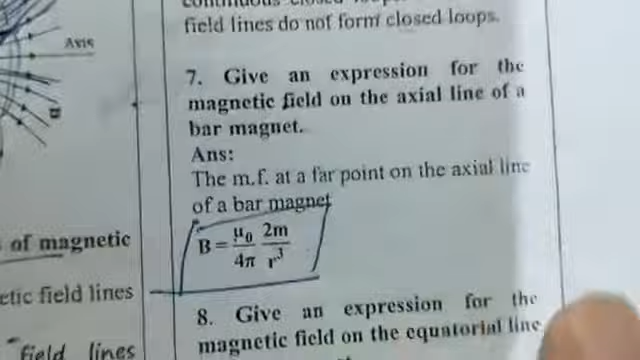 field lines do not form closed loops.
Axis
7. Give an expression for the
magnetic field on the axial line of a
bar magnet.
Ans:
The m.f. at a far point on the axial line
of a bar magnet
B = μ₀/4π 2m/r³
8. Give an expression for the
magnetic field on the equatorial line
of magnetic
etic field lines
field lines